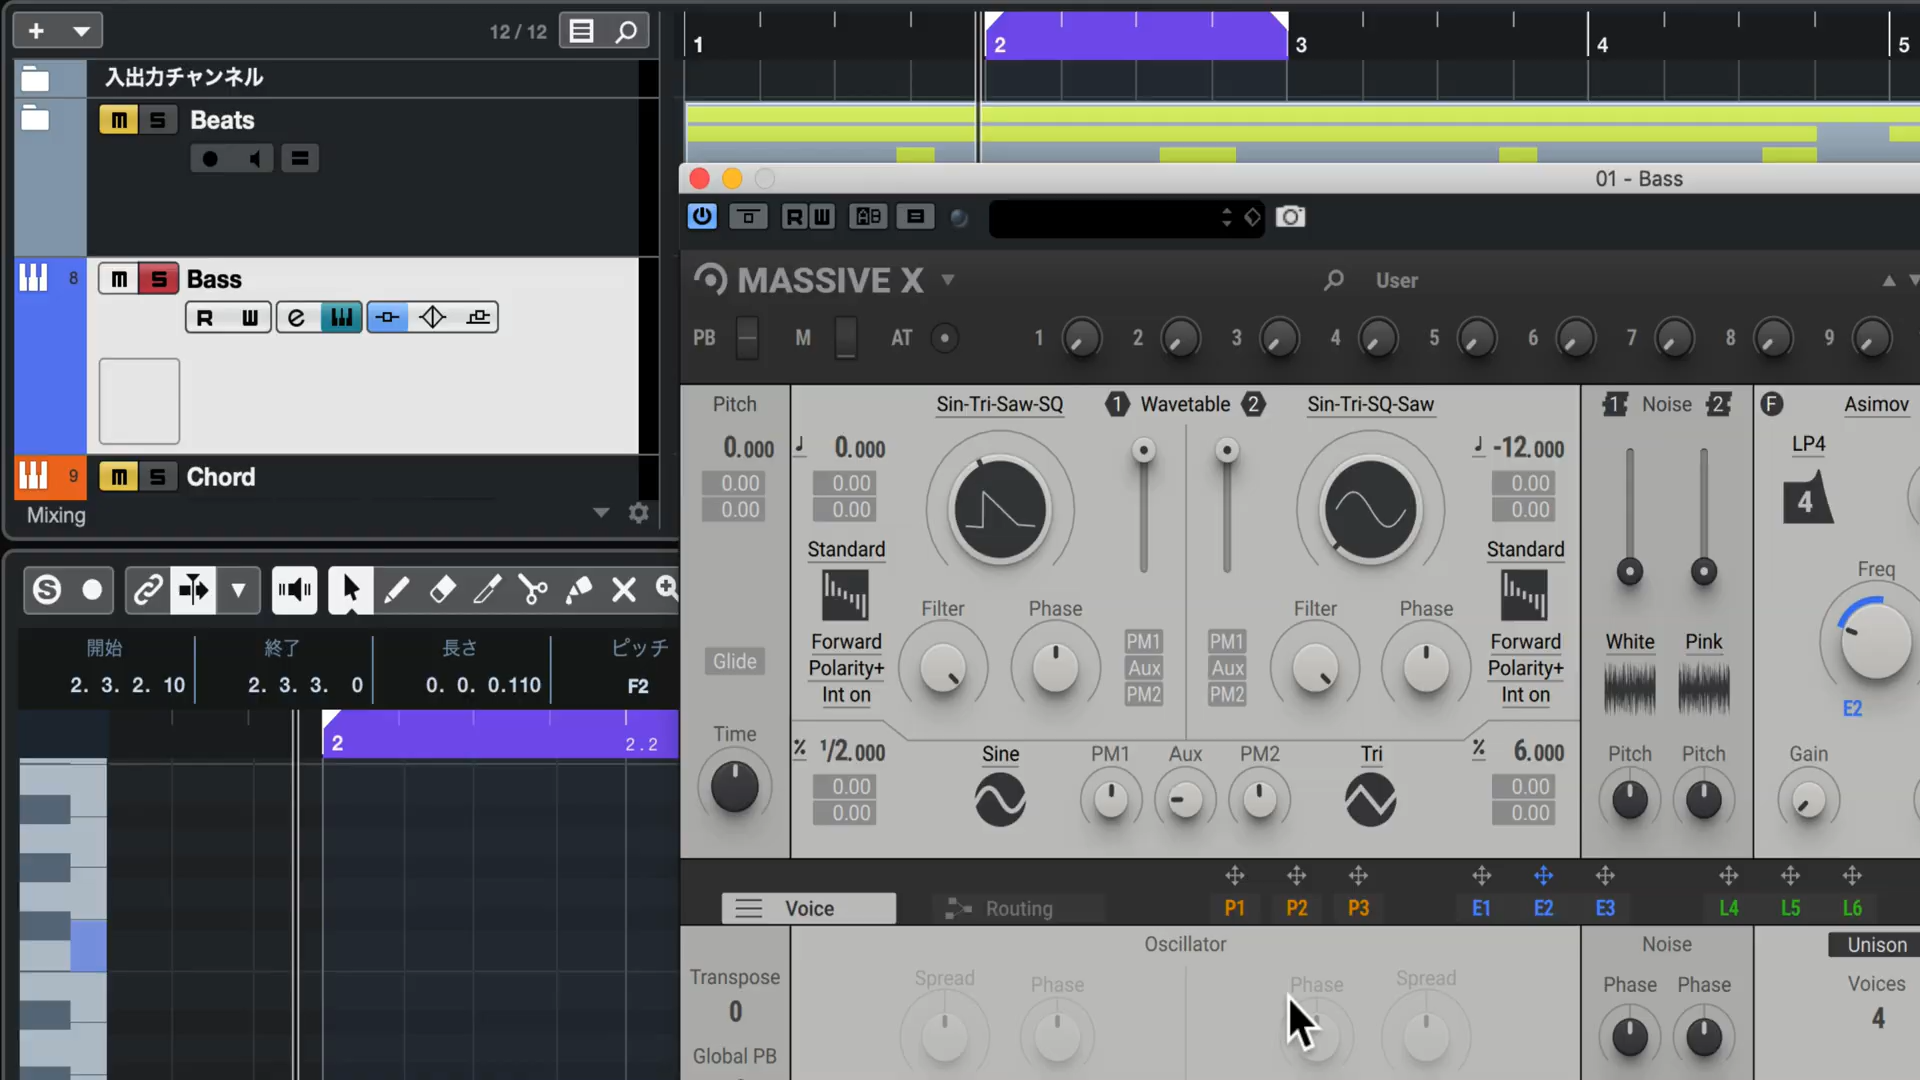 12 / 12
入出力チャンネル
M S Beats
8 M S Bass
R W e
9 M S Chord
Mixing
1 2 3 4 5
S
開始 終了 長さ ピッチ
2. 3. 2. 10 2. 3. 3. 0 0. 0. 0.110 F2
2 2.2
01 - Bass
R W AB
MASSIVE X User
PB M AT 1 2 3 4 5 6 7 8 9
Pitch Sin-Tri-Saw-SQ 1 Wavetable 2 Sin-Tri-SQ-Saw 1 Noise 2 F Asimov
0.000 0.000 -12.000 LP4
0.00 0.00 0.00
0.00 0.00 0.00 4
Standard Standard
Freq
Filter Phase Filter Phase
Forward PM1 PM1 Forward White Pink
Glide Polarity+ Aux Aux Polarity+
Int on PM2 PM2 Int on E2
Time % 1/2.000 Sine PM1 Aux PM2 Tri % 6.000 Pitch Pitch Gain
0.00 0.00
0.00 0.00
Voice Routing P1 P2 P3 E1 E2 E3 L4 L5 L6
Oscillator Noise Unison
Transpose Spread Phase Phase Spread Phase Phase Voices
0 4
Global PB